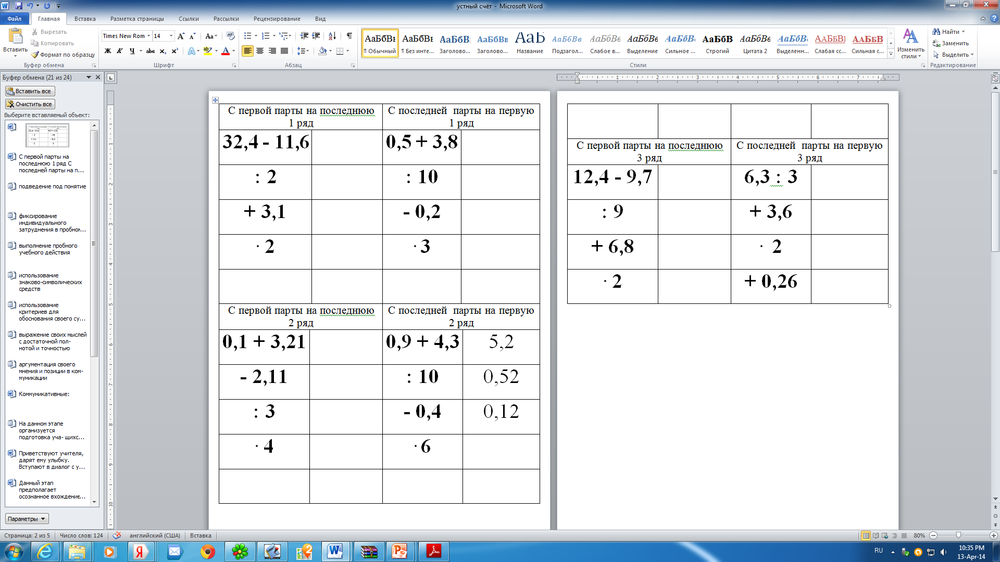 устный счёт - Microsoft Word
Файл Главная Вставка Разметка страницы Ссылки Рассылки Рецензирование Вид
Вставить
Вырезать
Копировать
Формат по образцу
Буфер обмена
Times New Rom 14
Шрифт
Абзац
АаБбВв АаБбВв АаБбВ АаБбВв АаБ АаБбВв АаБбВв АаБбВв АаБбВв АаБбВ АаБбВв АаБбВв ААББВ ААББВ
¶ Обычный ¶ Без инте... Заголово... Заголово... Название Подзагол... Слабое в... Выделение Сильное ... Строгий Цитата 2 Выделенн... Слабая сс... Сильная с...
Стили
Изменить стили
Найти
Заменить
Выделить
Редактирование
Буфер обмена (21 из 24)
Вставить все
Очистить все
Выберите вставляемый объект:
С первой парты на
последнюю 1 ряд С
последней парты на п...
подведение под понятие
фиксирование
индивидуального
затруднения в пробном...
выполнение пробного
учебного действия
использование
знаково-символических
средств
использование
критериев для
обоснования своего су...
выражение своих мыслей
с достаточной пол-
нотой и точностью
аргументация своего
мнения и позиции в ком-
муникации
Коммуникативные:
На данном этапе
организуется
подготовка уча- щихс...
Приветствуют учителя,
дарят ему улыбку.
Вступают в диалог с у...
Данный этап
предполагает
осознанное вхождение...
Параметры
С первой парты на последнюю
1 ряд
С последней парты на первую
1 ряд
32,4 - 11,6 0,5 + 3,8
: 2 : 10
+ 3,1 - 0,2
· 2 · 3
С первой парты на последнюю
2 ряд
С последней парты на первую
2 ряд
0,1 + 3,21 0,9 + 4,3 5,2
- 2,11 : 10 0,52
: 3 - 0,4 0,12
· 4 · 6
С первой парты на последнюю
3 ряд
С последней парты на первую
3 ряд
12,4 - 9,7 6,3 : 3
: 9 + 3,6
+ 6,8 · 2
· 2 + 0,26
Страница: 2 из 5 Число слов: 124 английский (США) Вставка 80%
RU
10:35 PM
13-Apr-14